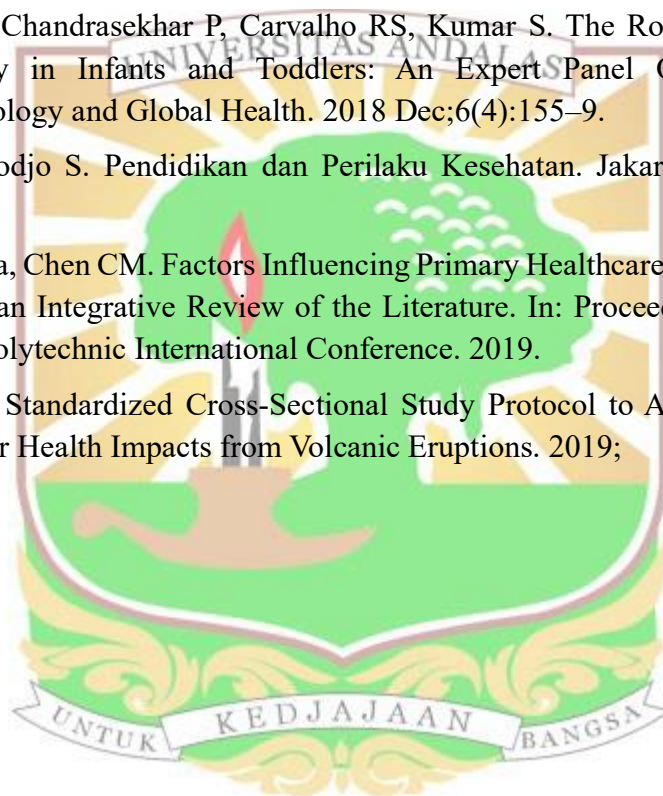 Chandrasekhar P, Carvalho RS, Kumar S. The Ro
UNIVERSITAS ANDALAS
y in Infants and Toddlers: An Expert Panel
ology and Global Health. 2018 Dec;6(4):155–9.
odjo S. Pendidikan dan Perilaku Kesehatan. Jakar
a, Chen CM. Factors Influencing Primary Healthcare
an Integrative Review of the Literature. In: Proceed
olytechnic International Conference. 2019.
Standardized Cross-Sectional Study Protocol to A
r Health Impacts from Volcanic Eruptions. 2019;
UNTUK KEDJAJAAN BANGSA